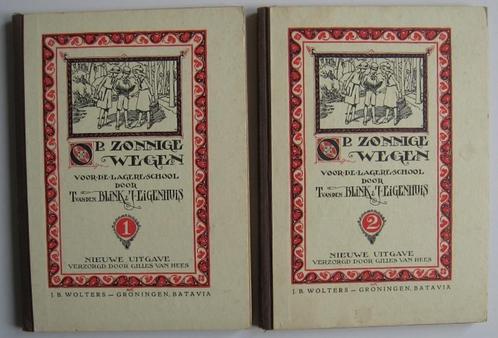 OP ZONNIGE
WEGEN
VOOR·DE·LAGERE·SCHOOL
DOOR
T. VAN DEN BLINK & J. EIGENHUIS
1
NIEUWE UITGAVE
VERZORGD DOOR GILLES VAN HEES
J. B. WOLTERS — GRONINGEN, BATAVIA
OP ZONNIGE
WEGEN
VOOR·DE·LAGERE·SCHOOL
DOOR
T. VAN DEN BLINK & J. EIGENHUIS
2
NIEUWE UITGAVE
VERZORGD DOOR GILLES VAN HEES
J. B. WOLTERS — GRONINGEN, BATAVIA